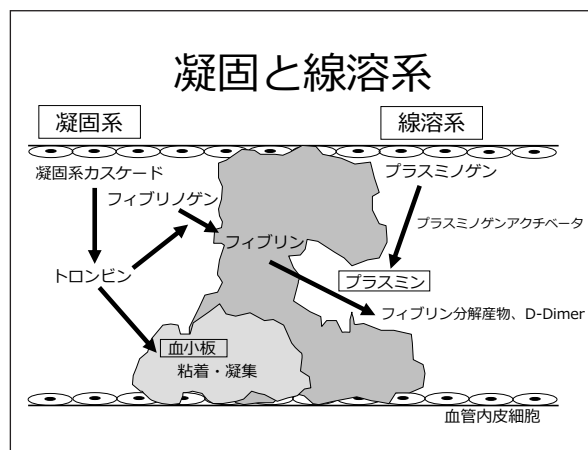 凝固と線溶系
凝固系
線溶系
凝固系カスケード
プラスミノゲン
フィブリノゲン
プラスミノゲンアクチベータ
フィブリン
トロンビン
プラスミン
フィブリン分解産物、D-Dimer
血小板
粘着・凝集
血管内皮細胞